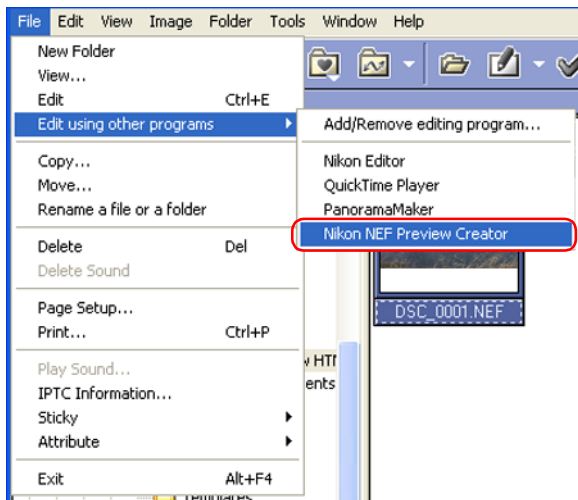 File Edit View Image Folder Tools Window Help
New Folder
View...
Edit Ctrl+E
Edit using other programs
Add/Remove editing program...
Copy...
Nikon Editor
Move...
QuickTime Player
Rename a file or a folder
PanoramaMaker
Nikon NEF Preview Creator
Delete Del
Delete Sound
Page Setup...
DSC_0001.NEF
Print... Ctrl+P
Play Sound...
IPTC Information...
Sticky
Attribute
Exit Alt+F4